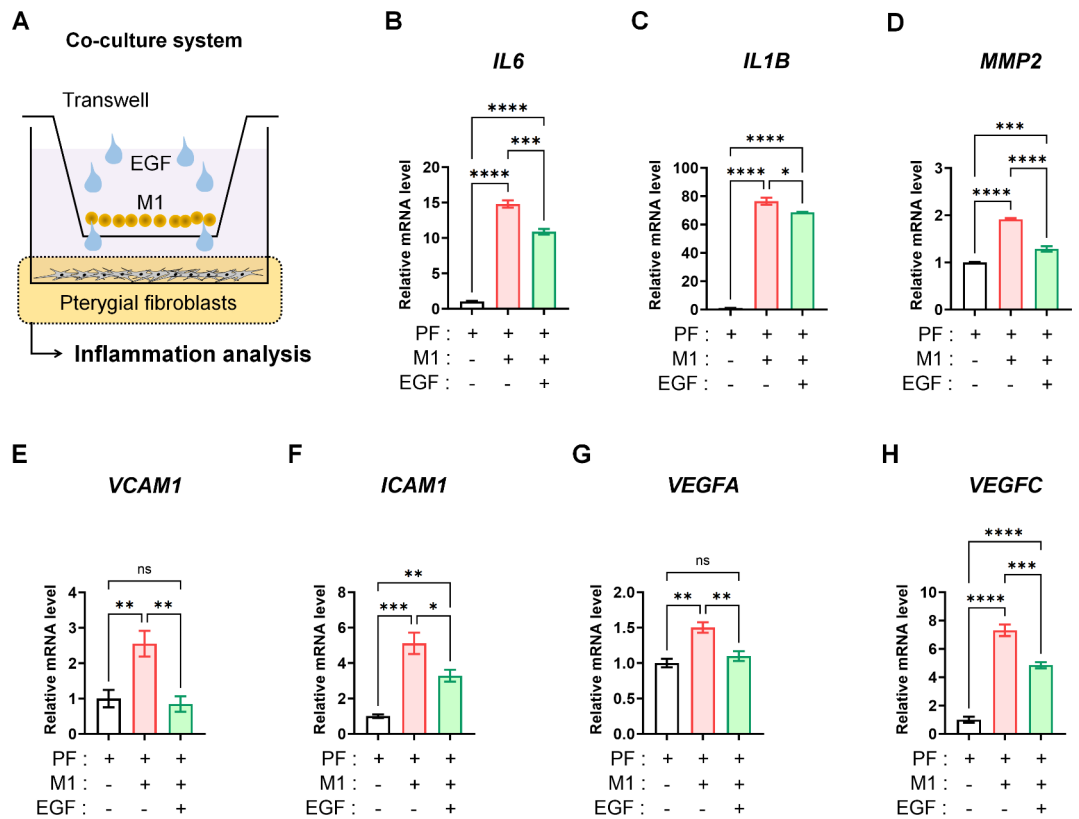 A
Co-culture system
Transwell
EGF
M1
Pterygial fibroblasts
Inflammation analysis
B
IL6
****
**** ***
Relative mRNA level
20
15
10
5
0
PF : + + +
M1 : - + +
EGF : - - +
C
IL1B
****
**** *
Relative mRNA level
100
80
60
40
20
0
PF : + + +
M1 : - + +
EGF : - - +
D
MMP2
***
**** ****
Relative mRNA level
3
2
1
0
PF : + + +
M1 : - + +
EGF : - - +
E
VCAM1
ns
** **
Relative mRNA level
4
3
2
1
0
PF : + + +
M1 : - + +
EGF : - - +
F
ICAM1
**
*** *
Relative mRNA level
8
6
4
2
0
PF : + + +
M1 : - + +
EGF : - - +
G
VEGFA
ns
** **
Relative mRNA level
2.0
1.5
1.0
0.5
0.0
PF : + + +
M1 : - + +
EGF : - - +
H
VEGFC
****
**** ***
Relative mRNA level
10
8
6
4
2
0
PF : + + +
M1 : - + +
EGF : - - +